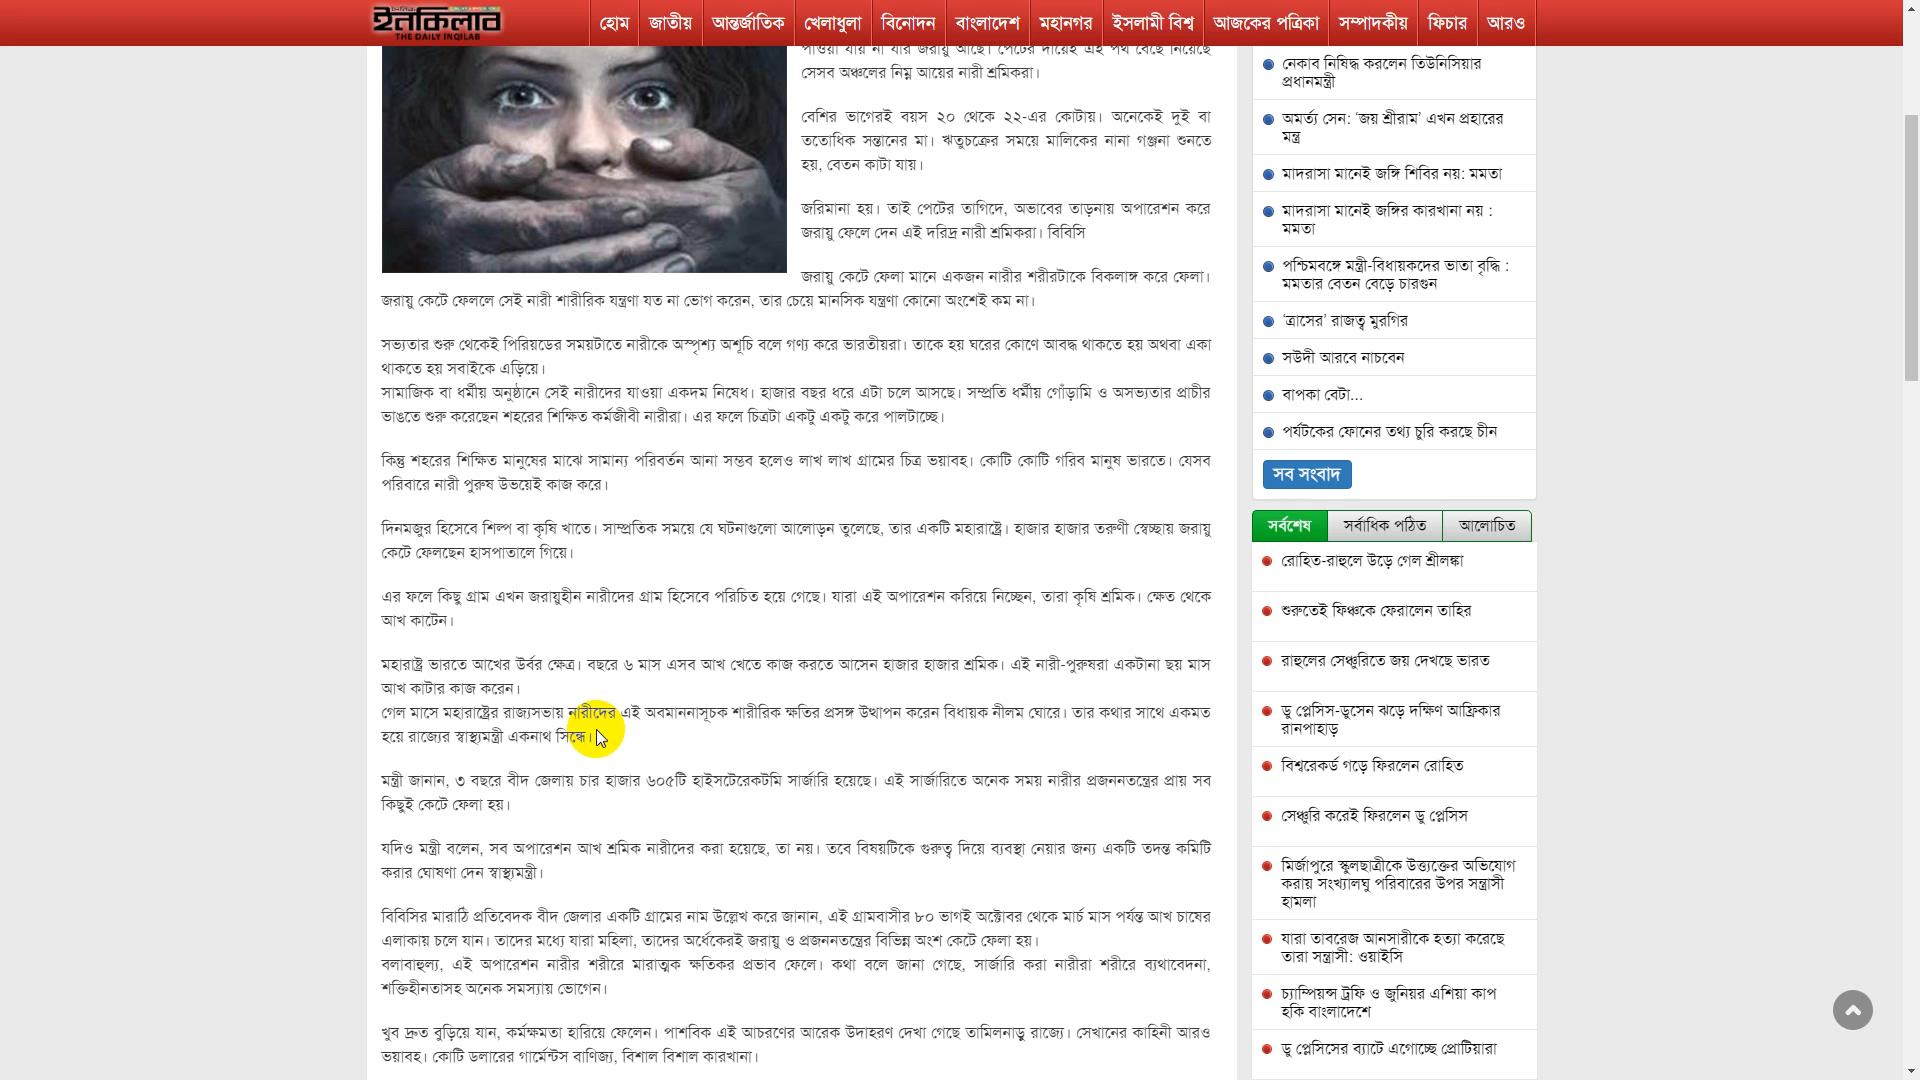 ইনকিলাব
THE DAILY INQILAB
হোম
জাতীয়
আন্তর্জাতিক
খেলাধুলা
বিনোদন
বাংলাদেশ
মহানগর
ইসলামী বিশ্ব
আজকের পত্রিকা
সম্পাদকীয়
ফিচার
আরও
পাওয়া যায় না যার জরায়ু আছে। পেটের দায়েই এই পথ বেছে নিয়েছে
সেসব অঞ্চলের নিম্ন আয়ের নারী শ্রমিকরা।
বেশির ভাগেরই বয়স ২০ থেকে ২২-এর কোটায়। অনেকেই দুই বা
ততোধিক সন্তানের মা। ঋতুচক্রের সময়ে মালিকের নানা গঞ্জনা শুনতে
হয়, বেতন কাটা যায়।
জরিমানা হয়। তাই পেটের তাগিদে, অভাবের তাড়নায় অপারেশন করে
জরায়ু ফেলে দেন এই দরিদ্র নারী শ্রমিকরা। বিবিসি
জরায়ু কেটে ফেলা মানে একজন নারীর শরীরটাকে বিকলাঙ্গ করে ফেলা।
জরায়ু কেটে ফেললে সেই নারী শারীরিক যন্ত্রণা যত না ভোগ করেন, তার চেয়ে মানসিক যন্ত্রণা কোনো অংশেই কম না।
সভ্যতার শুরু থেকেই পিরিয়ডের সময়টাতে নারীকে অস্পৃশ্য অশূচি বলে গণ্য করে ভারতীয়রা। তাকে হয় ঘরের কোণে আবদ্ধ থাকতে হয় অথবা একা
থাকতে হয় সবাইকে এড়িয়ে।
সামাজিক বা ধর্মীয় অনুষ্ঠানে সেই নারীদের যাওয়া একদম নিষেধ। হাজার বছর ধরে এটা চলে আসছে। সম্প্রতি ধর্মীয় গোঁড়ামি ও অসভ্যতার প্রাচীর
ভাঙতে শুরু করেছেন শহরের শিক্ষিত কর্মজীবী নারীরা। এর ফলে চিত্রটা একটু একটু করে পালটাচ্ছে।
কিন্তু শহরের শিক্ষিত মানুষের মাঝে সামান্য পরিবর্তন আনা সম্ভব হলেও লাখ লাখ গ্রামের চিত্র ভয়াবহ। কোটি কোটি গরিব মানুষ ভারতে। যেসব
পরিবারে নারী পুরুষ উভয়েই কাজ করে।
দিনমজুর হিসেবে শিল্প বা কৃষি খাতে। সাম্প্রতিক সময়ে যে ঘটনাগুলো আলোড়ন তুলেছে, তার একটি মহারাষ্ট্রে। হাজার হাজার তরুণী স্বেচ্ছায় জরায়ু
কেটে ফেলছেন হাসপাতালে গিয়ে।
এর ফলে কিছু গ্রাম এখন জরায়ুহীন নারীদের গ্রাম হিসেবে পরিচিত হয়ে গেছে। যারা এই অপারেশন করিয়ে নিচ্ছেন, তারা কৃষি শ্রমিক। ক্ষেত থেকে
আখ কাটেন।
মহারাষ্ট্র ভারতে আখের উর্বর ক্ষেত্র। বছরে ৬ মাস এসব আখ খেতে কাজ করতে আসেন হাজার হাজার শ্রমিক। এই নারী-পুরুষরা একটানা ছয় মাস
আখ কাটার কাজ করেন।
গেল মাসে মহারাষ্ট্রের রাজ্যসভায় নারীদের এই অবমাননাসূচক শারীরিক ক্ষতির প্রসঙ্গ উত্থাপন করেন বিধায়ক নীলম ঘোরে। তার কথার সাথে একমত
হয়ে রাজ্যের স্বাস্থ্যমন্ত্রী একনাথ সিন্ধে।
মন্ত্রী জানান, ৩ বছরে বীদ জেলায় চার হাজার ৬০৫টি হাইসটেরেকটমি সার্জারি হয়েছে। এই সার্জারিতে অনেক সময় নারীর প্রজননতন্ত্রের প্রায় সব
কিছুই কেটে ফেলা হয়।
যদিও মন্ত্রী বলেন, সব অপারেশন আখ শ্রমিক নারীদের করা হয়েছে, তা নয়। তবে বিষয়টিকে গুরুত্ব দিয়ে ব্যবস্থা নেয়ার জন্য একটি তদন্ত কমিটি
করার ঘোষণা দেন স্বাস্থ্যমন্ত্রী।
বিবিসির মারাঠি প্রতিবেদক বীদ জেলার একটি গ্রামের নাম উল্লেখ করে জানান, এই গ্রামবাসীর ৮০ ভাগই অক্টোবর থেকে মার্চ মাস পর্যন্ত আখ চাষের
এলাকায় চলে যান। তাদের মধ্যে যারা মহিলা, তাদের অর্ধেকেরই জরায়ু ও প্রজননতন্ত্রের বিভিন্ন অংশ কেটে ফেলা হয়।
বলাবাহুল্য, এই অপারেশন নারীর শরীরে মারাত্মক ক্ষতিকর প্রভাব ফেলে। কথা বলে জানা গেছে, সার্জারি করা নারীরা শরীরে ব্যথাবেদনা,
শক্তিহীনতাসহ অনেক সমস্যায় ভোগেন।
খুব দ্রুত বুড়িয়ে যান, কর্মক্ষমতা হারিয়ে ফেলেন। পাশবিক এই আচরণের আরেক উদাহরণ দেখা গেছে তামিলনাড়ু রাজ্যে। সেখানের কাহিনী আরও
ভয়াবহ। কোটি ডলারের গার্মেন্টস বাণিজ্য, বিশাল বিশাল কারখানা।
নেকাব নিষিদ্ধ করলেন তিউনিসিয়ার
প্রধানমন্ত্রী
অমর্ত্য সেন: ‘জয় শ্রীরাম’ এখন প্রহারের
মন্ত্র
মাদরাসা মানেই জঙ্গি শিবির নয়: মমতা
মাদরাসা মানেই জঙ্গির কারখানা নয় :
মমতা
পশ্চিমবঙ্গে মন্ত্রী-বিধায়কদের ভাতা বৃদ্ধি :
মমতার বেতন বেড়ে চারগুন
‘ত্রাসের’ রাজত্ব মুরগির
সউদী আরবে নাচবেন
বাপকা বেটা...
পর্যটকের ফোনের তথ্য চুরি করছে চীন
সব সংবাদ
সর্বশেষ
সর্বাধিক পঠিত
আলোচিত
রোহিত-রাহুলে উড়ে গেল শ্রীলঙ্কা
শুরুতেই ফিঞ্চকে ফেরালেন তাহির
রাহুলের সেঞ্চুরিতে জয় দেখছে ভারত
ডু প্লেসিস-ডুসেন ঝড়ে দক্ষিণ আফ্রিকার
রানপাহাড়
বিশ্বরেকর্ড গড়ে ফিরলেন রোহিত
সেঞ্চুরি করেই ফিরলেন ডু প্লেসিস
মির্জাপুরে স্কুলছাত্রীকে উত্ত্যক্তের অভিযোগ
করায় সংখ্যালঘু পরিবারের উপর সন্ত্রাসী
হামলা
যারা তাবরেজ আনসারীকে হত্যা করেছে
তারা সন্ত্রাসী: ওয়াইসি
চ্যাম্পিয়ন্স ট্রফি ও জুনিয়র এশিয়া কাপ
হকি বাংলাদেশে
ডু প্লেসিসের ব্যাটে এগোচ্ছে প্রোটিয়ারা